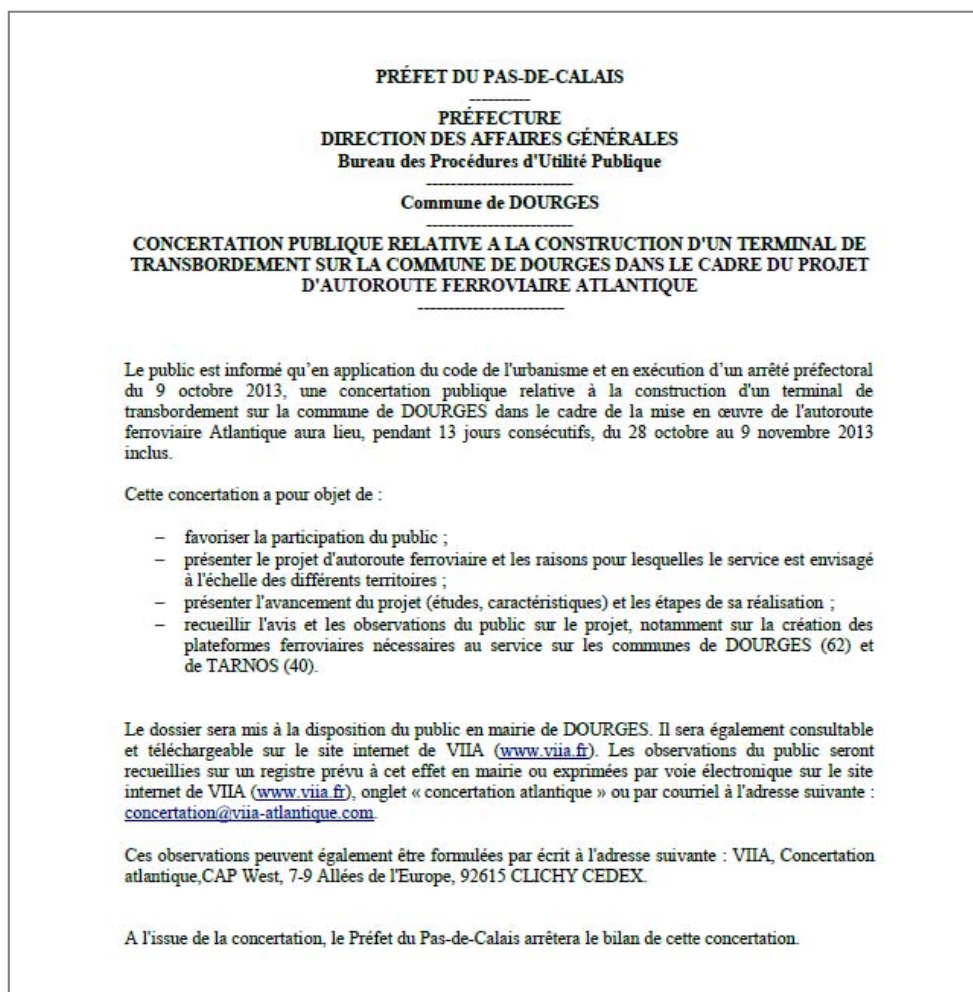 PRÉFET DU PAS-DE-CALAIS
----------
PRÉFECTURE
DIRECTION DES AFFAIRES GÉNÉRALES
Bureau des Procédures d'Utilité Publique
------------------------
Commune de DOURGES
------------------------
CONCERTATION PUBLIQUE RELATIVE A LA CONSTRUCTION D'UN TERMINAL DE
TRANSBORDEMENT SUR LA COMMUNE DE DOURGES DANS LE CADRE DU PROJET
D'AUTOROUTE FERROVIAIRE ATLANTIQUE
------------------------
Le public est informé qu’en application du code de l'urbanisme et en exécution d’un arrêté préfectoral
du 9 octobre 2013, une concertation publique relative à la construction d'un terminal de
transbordement sur la commune de DOURGES dans le cadre de la mise en œuvre de l'autoroute
ferroviaire Atlantique aura lieu, pendant 13 jours consécutifs, du 28 octobre au 9 novembre 2013
inclus.
Cette concertation a pour objet de :
– favoriser la participation du public ;
– présenter le projet d'autoroute ferroviaire et les raisons pour lesquelles le service est envisagé
à l'échelle des différents territoires ;
– présenter l'avancement du projet (études, caractéristiques) et les étapes de sa réalisation ;
– recueillir l'avis et les observations du public sur le projet, notamment sur la création des
plateformes ferroviaires nécessaires au service sur les communes de DOURGES (62) et
de TARNOS (40).
Le dossier sera mis à la disposition du public en mairie de DOURGES. Il sera également consultable
et téléchargeable sur le site internet de VIIA (www.viia.fr). Les observations du public seront
recueillies sur un registre prévu à cet effet en mairie ou exprimées par voie électronique sur le site
internet de VIIA (www.viia.fr), onglet « concertation atlantique » ou par courriel à l'adresse suivante :
concertation@viia-atlantique.com.
Ces observations peuvent également être formulées par écrit à l'adresse suivante : VIIA, Concertation
atlantique,CAP West, 7-9 Allées de l'Europe, 92615 CLICHY CEDEX.
A l'issue de la concertation, le Préfet du Pas-de-Calais arrêtera le bilan de cette concertation.